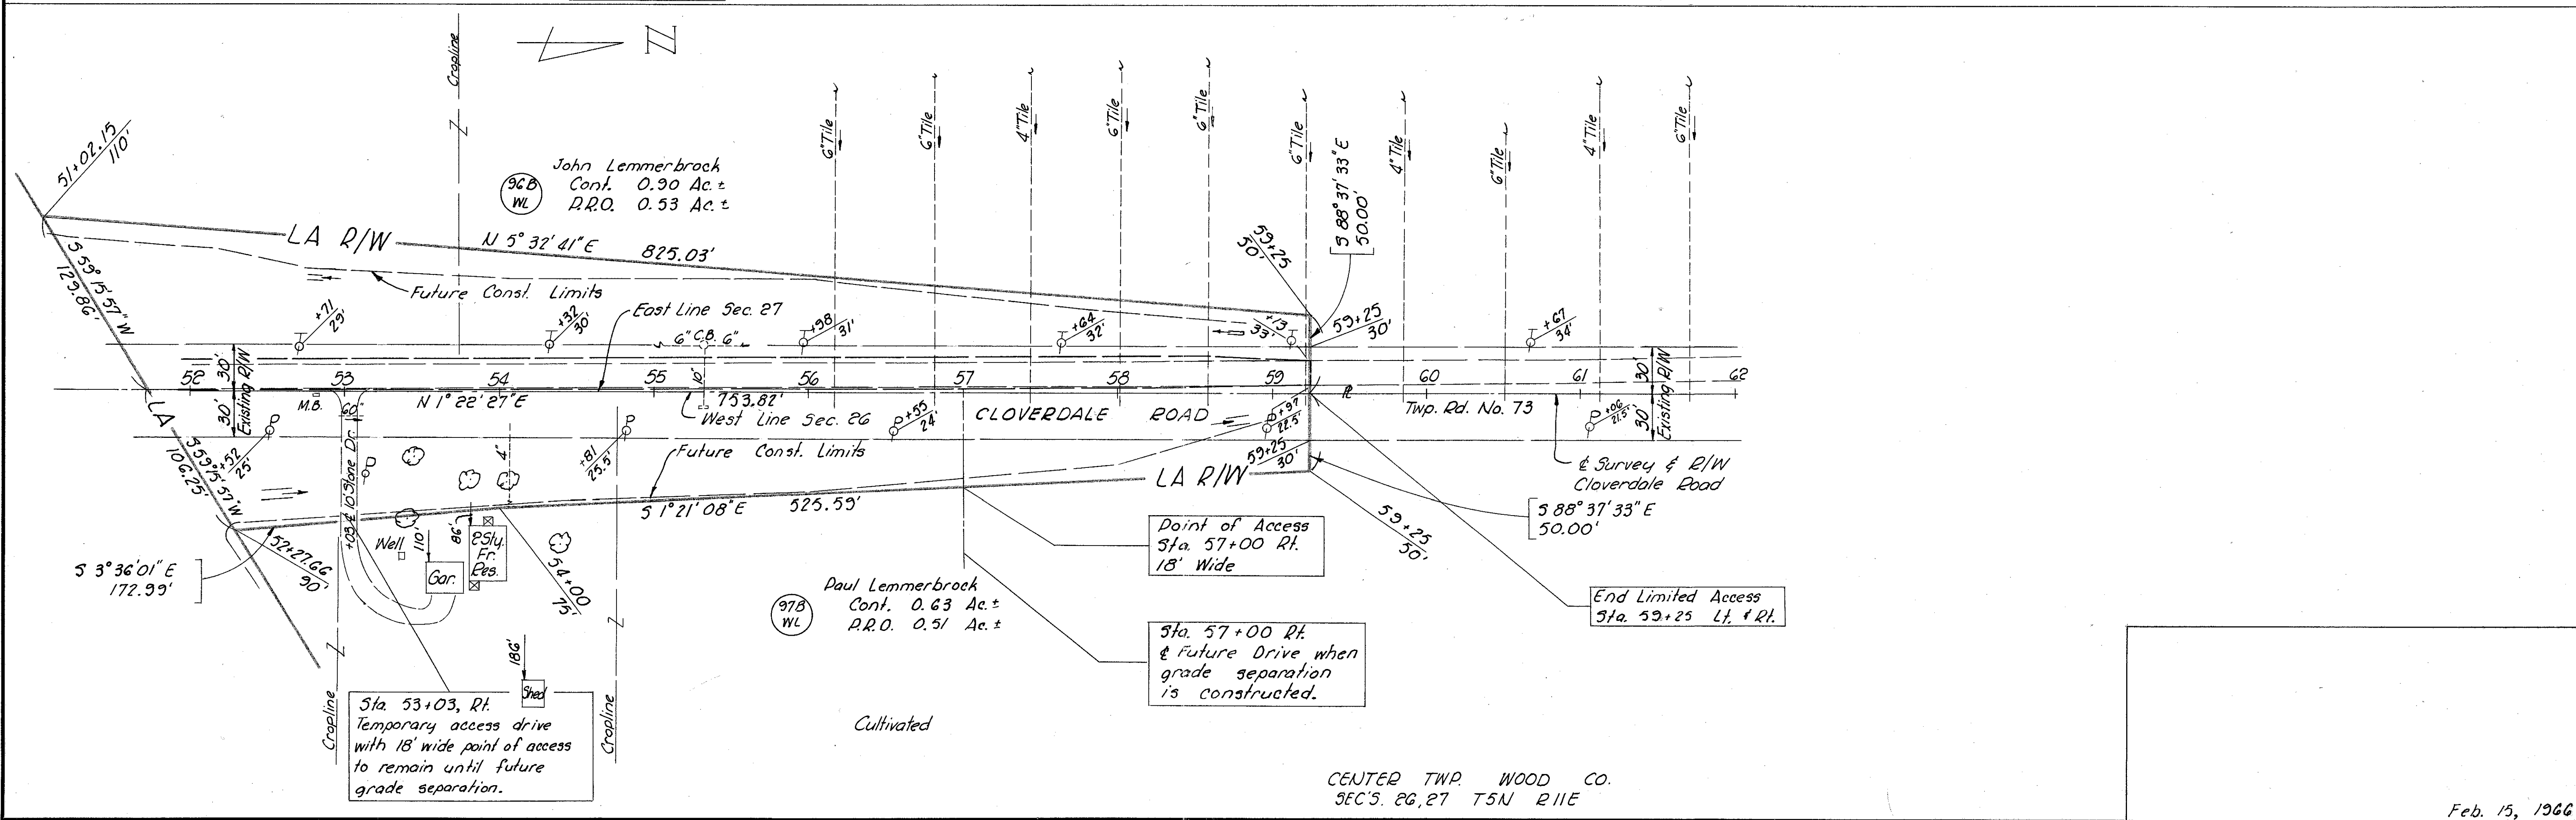 N
Cropline
51+02.15
110'
John Lemmerbrock
96B
WL
Cont. 0.90 Ac.±
P.R.O. 0.53 Ac.±
6"Tile
6"Tile
4"Tile
6"Tile
6"Tile
6"Tile
4"Tile
6"Tile
4"Tile
6"Tile
S 88° 37' 33" E
50.00'
LA R/W
N 5° 32' 41" E
825.03'
59+25
50'
S 59° 15' 57" W
129.86'
Future Const. Limits
East Line Sec. 27
+71
29'
+32
30'
6" C.B. 6"
+98
31'
+64
32'
+13
33'
59+25
30'
+67
34'
30'
30'
Existing R/W
52
53
54
55
56
57
58
59
60
61
62
10'
M.B.
60"
N 1° 22' 27" E
753.82'
West Line Sec. 26
CLOVERDALE ROAD
Twp. Rd. No. 73
+97
22.5'
+06
21.5'
30'
30'
Existing R/W
LA
S 59° 15' 57" W
106.25'
+52
25'
+03 ℄ 10' Stone Dr.
4"
+81
25.5'
+55
24'
Future Const. Limits
59+25
30'
LA R/W
℄ Survey & R/W
Cloverdale Road
S 1° 21' 08" E
525.59'
S 88° 37' 33" E
50.00'
59+25
50'
S 3° 36' 01" E
172.99'
52+27.66
90'
Well
110'
86'
Gar.
2 Sty.
Fr.
Res.
54+00
75'
Point of Access
Sta. 57+00 Rt.
18' Wide
Paul Lemmerbrock
97B
WL
Cont. 0.63 Ac.±
P.R.O. 0.51 Ac.±
End Limited Access
Sta. 59+25 Lt. & Rt.
Sta. 57+00 Rt.
℄ Future Drive when
grade separation
is constructed.
186'
Shed
Cropline
Sta. 53+03, Rt.
Temporary access drive
with 18' wide point of access
to remain until future
grade separation.
Cropline
Cultivated
CENTER TWP. WOOD CO.
SEC'S. 26,27 T5N R11E
Feb. 15, 1966